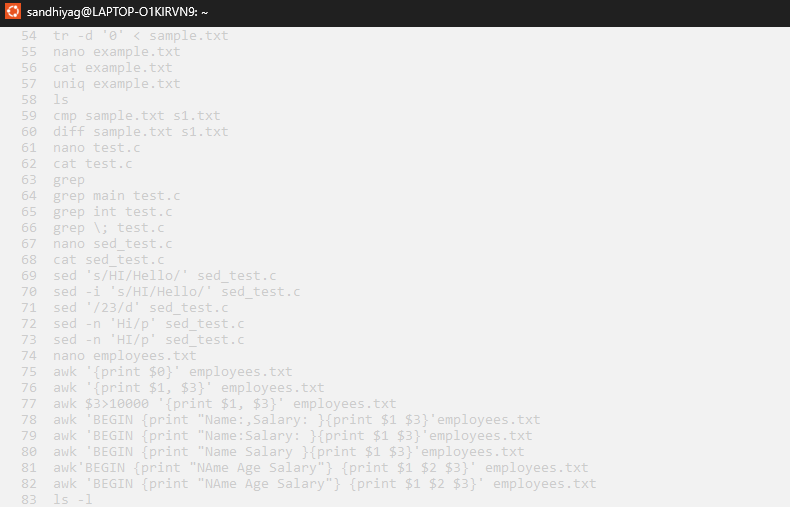 sandhiyag@LAPTOP-O1KIRVN9: ~
54 tr -d '0' < sample.txt
55 nano example.txt
56 cat example.txt
57 uniq example.txt
58 ls
59 cmp sample.txt s1.txt
60 diff sample.txt s1.txt
61 nano test.c
62 cat test.c
63 grep
64 grep main test.c
65 grep int test.c
66 grep \; test.c
67 nano sed_test.c
68 cat sed_test.c
69 sed 's/HI/Hello/' sed_test.c
70 sed -i 's/HI/Hello/' sed_test.c
71 sed '/23/d' sed_test.c
72 sed -n 'Hi/p' sed_test.c
73 sed -n 'HI/p' sed_test.c
74 nano employees.txt
75 awk '{print $0}' employees.txt
76 awk '{print $1, $3}' employees.txt
77 awk $3>10000 '{print $1, $3}' employees.txt
78 awk 'BEGIN {print "Name:,Salary: }{print $1 $3}'employees.txt
79 awk 'BEGIN {print "Name:Salary: }{print $1 $3}'employees.txt
80 awk 'BEGIN {print "Name Salary }{print $1 $3}'employees.txt
81 awk'BEGIN {print "NAme Age Salary"} {print $1 $2 $3}' employees.txt
82 awk 'BEGIN {print "NAme Age Salary"} {print $1 $2 $3}' employees.txt
83 ls -l